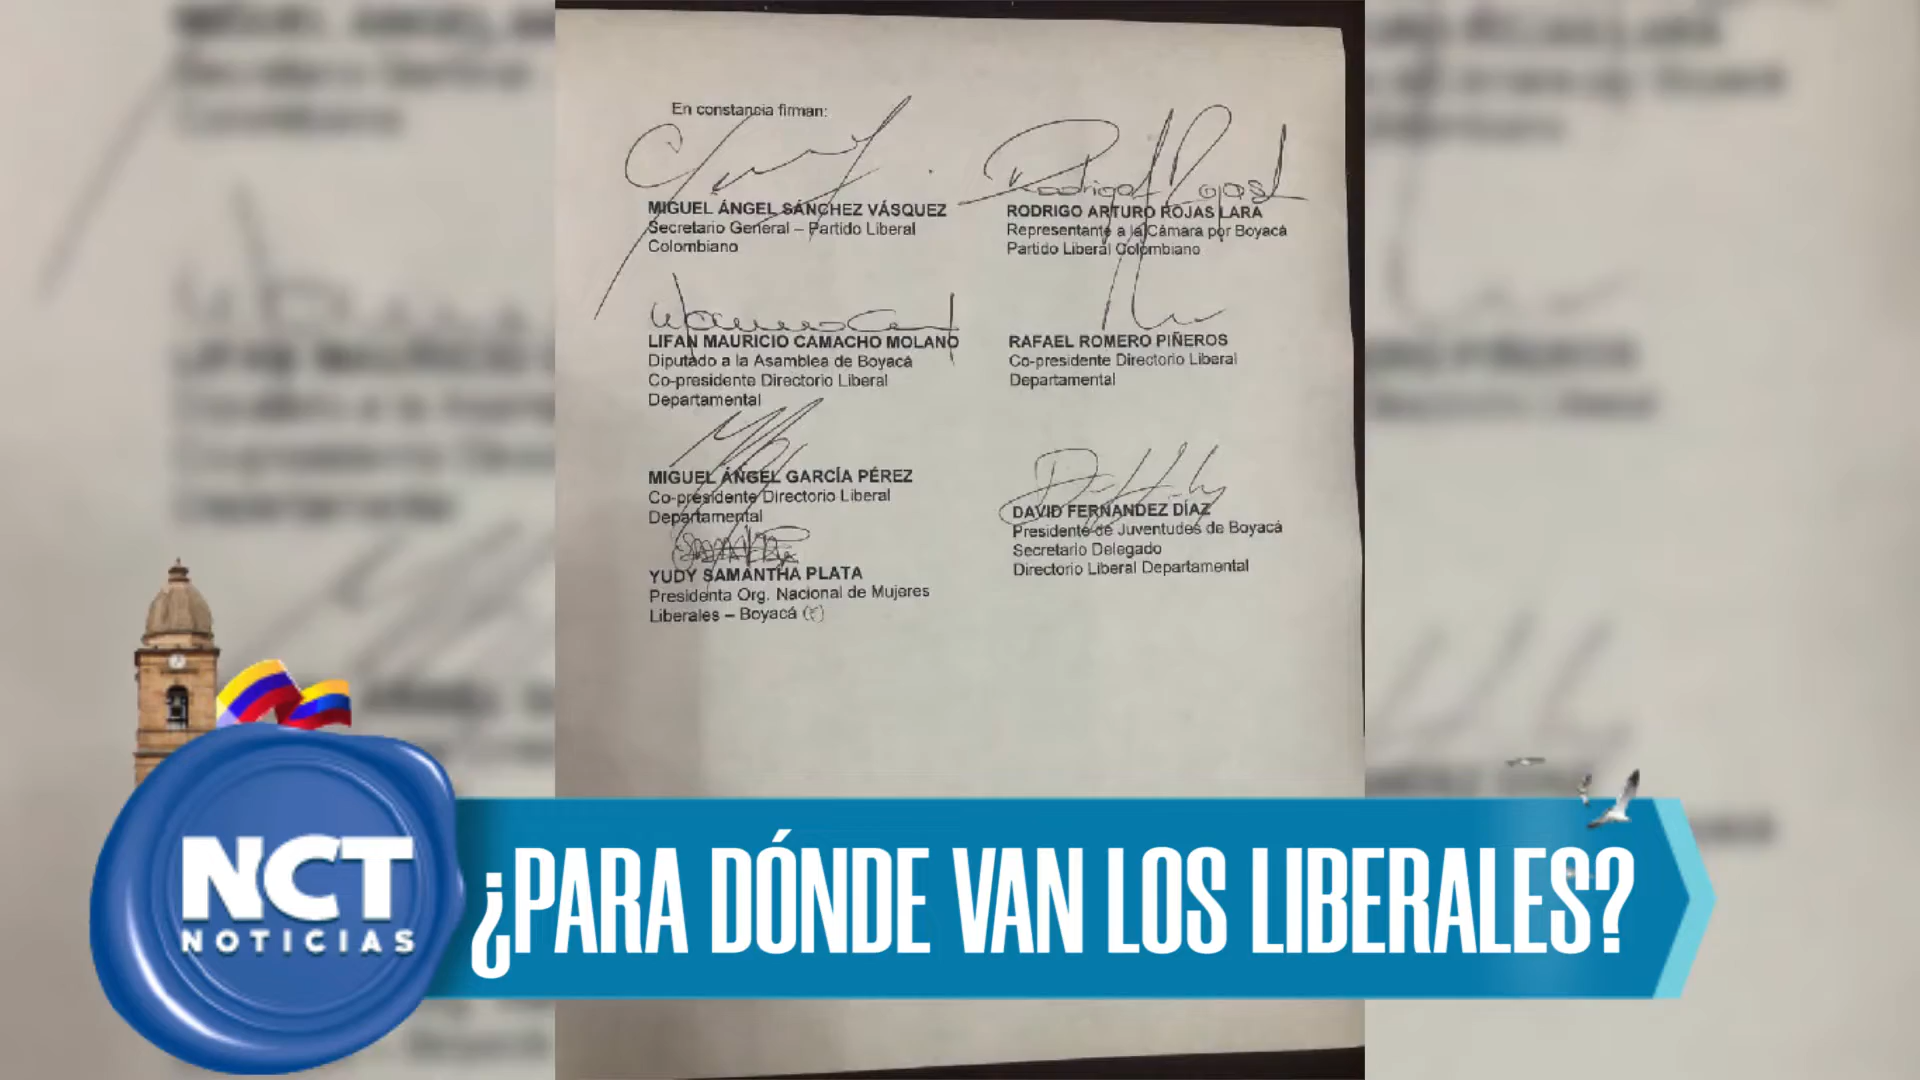 En constancia firman:
MIGUEL ÁNGEL SÁNCHEZ VÁSQUEZ
Secretario General – Partido Liberal
Colombiano
Rodrigo Rojas L
RODRIGO ARTURO ROJAS LARA
Representante a la Cámara por Boyacá
Partido Liberal Colombiano
LIFAN MAURICIO CAMACHO MOLANO
Diputado a la Asamblea de Boyacá
Co-presidente Directorio Liberal
Departamental
RAFAEL ROMERO PIÑEROS
Co-presidente Directorio Liberal
Departamental
MIGUEL ÁNGEL GARCÍA PÉREZ
Co-presidente Directorio Liberal
Departamental
DAVID FERNANDEZ DÍAZ
Presidente de Juventudes de Boyacá
Secretario Delegado
Directorio Liberal Departamental
YUDY SAMANTHA PLATA
Presidenta Org. Nacional de Mujeres
Liberales – Boyacá
NCT
NOTICIAS
¿PARA DÓNDE VAN LOS LIBERALES?